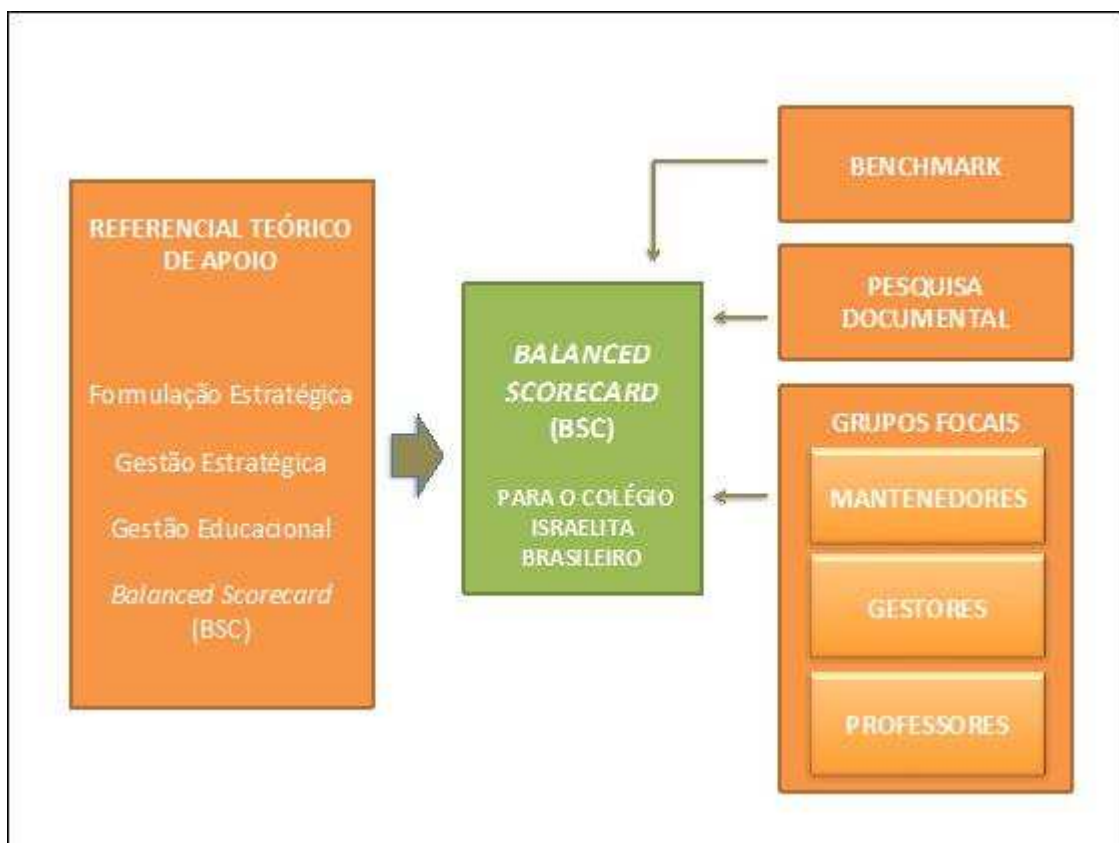 REFERENCIAL TEÓRICO
DE APOIO
Formulação Estratégica
Gestão Estratégica
Gestão Educacional
Balanced Scorecard
(BSC)
BALANCED
SCORECARD
(BSC)
PARA O COLÉGIO
ISRAELITA
BRASILEIRO
BENCHMARK
PESQUISA
DOCUMENTAL
GRUPOS FOCAIS
MANTENEDORES
GESTORES
PROFESSORES